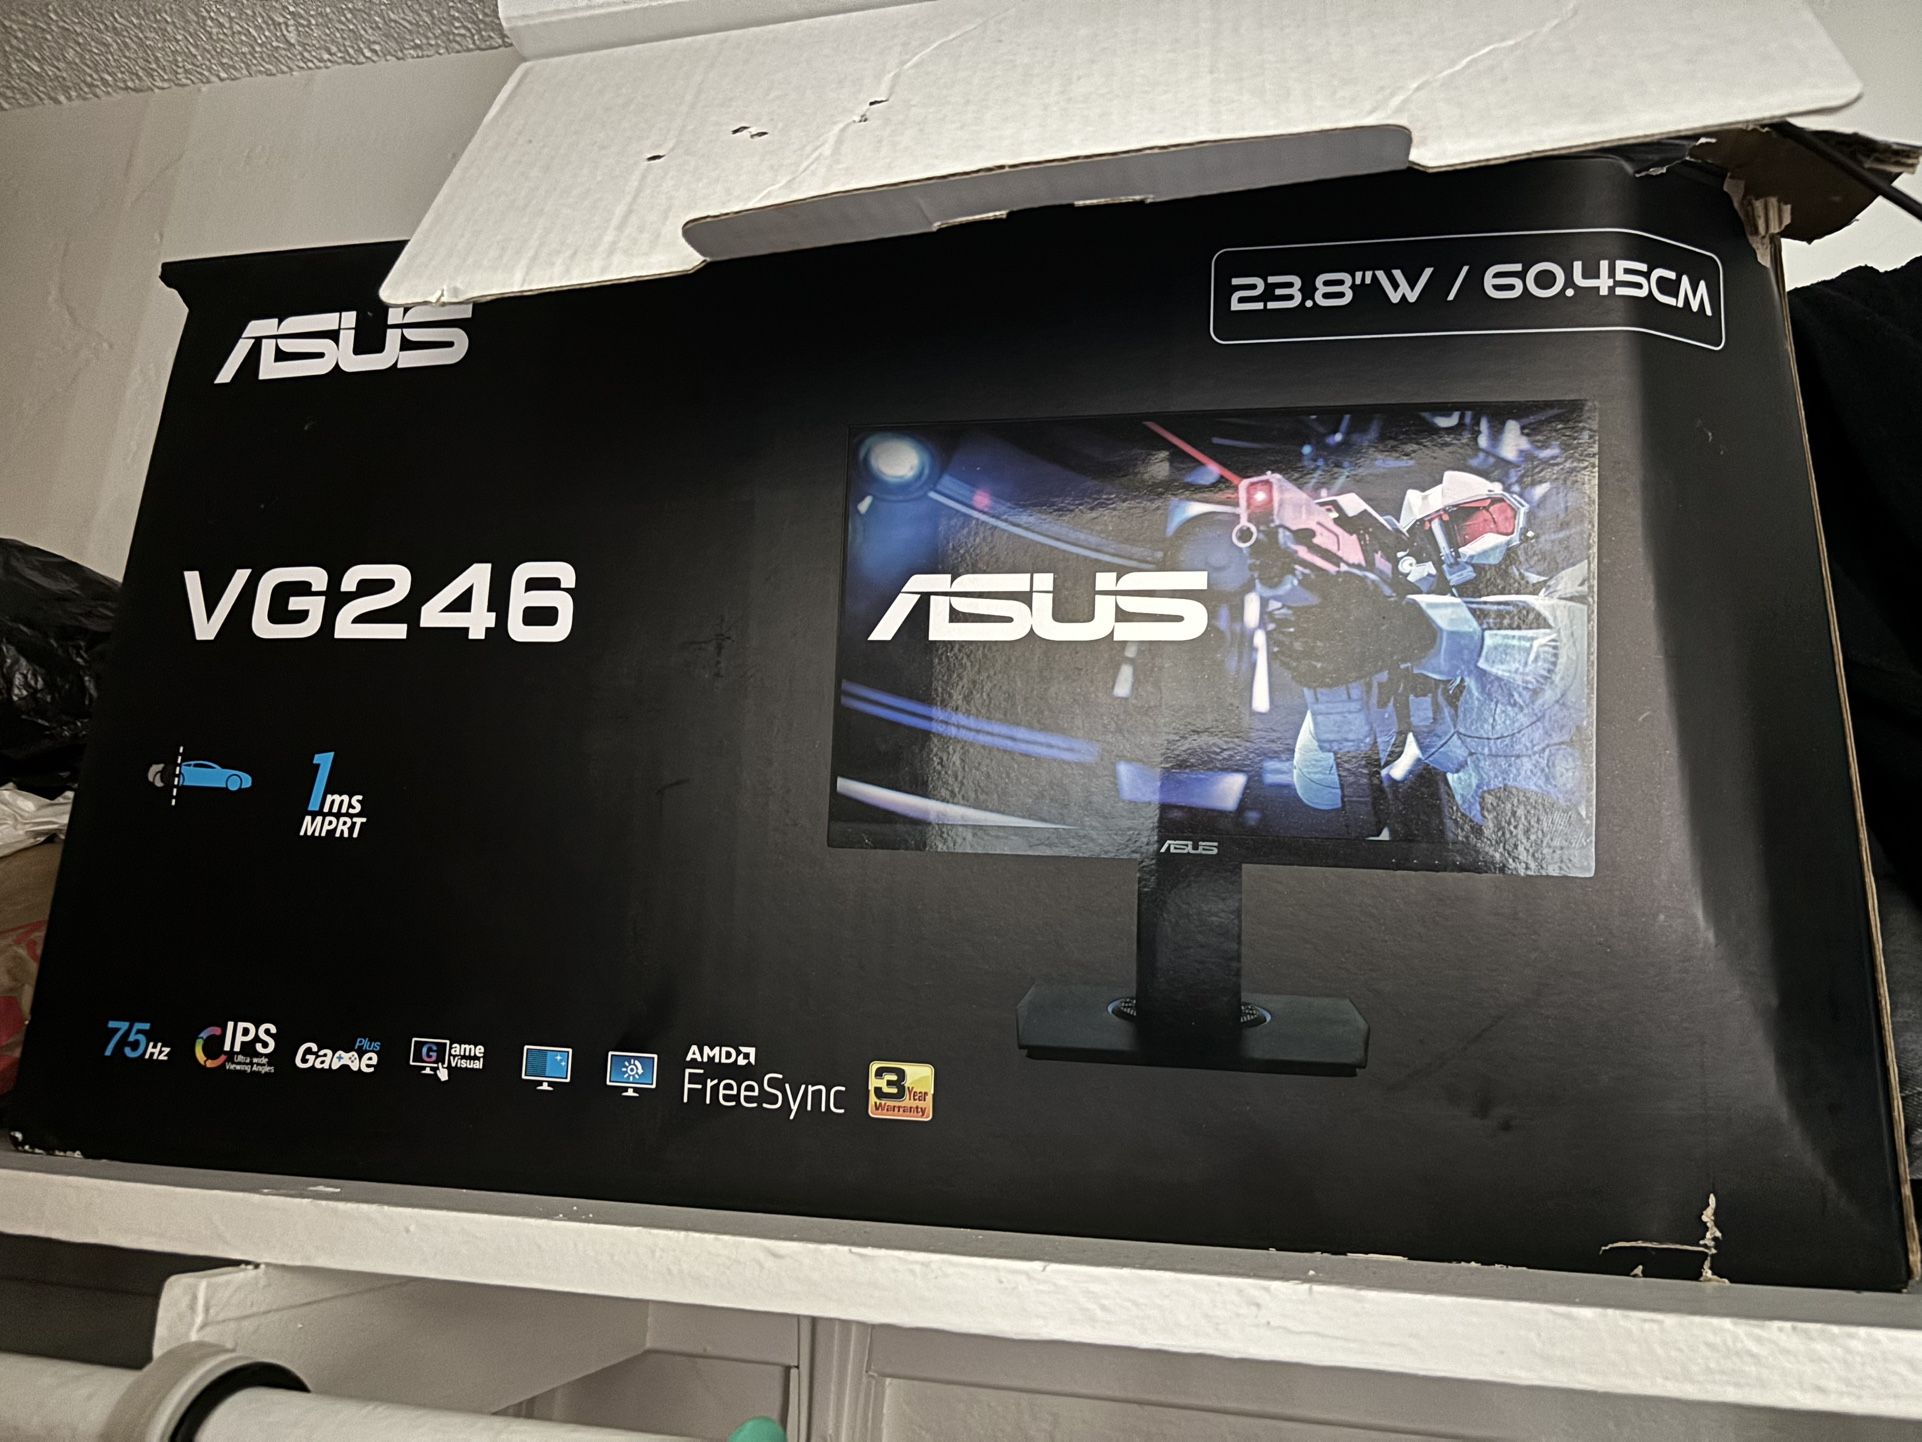 ASUS
23.8"W / 60.45CM
VG246
ASUS
1ms
MPRT
ASUS
75Hz
IPS
Ultra-wide
Viewing Angles
Game Plus
Game
Visual
AMD
FreeSync
3 Year
Warranty